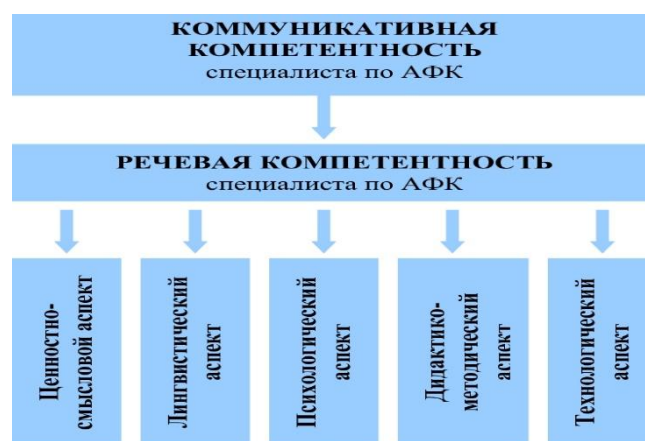 КОММУНИКАТИВНАЯ
КОМПЕТЕНТНОСТЬ
специалиста по АФК
РЕЧЕВАЯ КОМПЕТЕНТНОСТЬ
специалиста по АФК
Ценностно-
смысловой аспект
Лингвистический
аспект
Психологический
аспект
Дидактико-
методический
аспект
Технологический
аспект